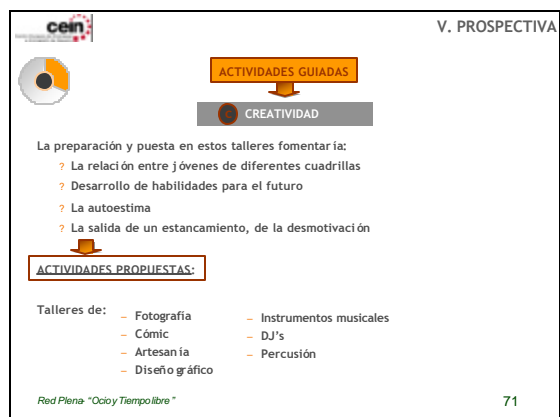 cein
V. PROSPECTIVA
ACTIVIDADES GUIADAS
C CREATIVIDAD
La preparación y puesta en estos talleres fomentaría:
? La relación entre jóvenes de diferentes cuadrillas
? Desarrollo de habilidades para el futuro
? La autoestima
? La salida de un estancamiento, de la desmotivación
ACTIVIDADES PROPUESTAS:
Talleres de:
– Fotografía
– Cómic
– Artesanía
– Diseño gráfico
– Instrumentos musicales
– DJ's
– Percusión
Red Plena- "Ocio y Tiempo libre"
71